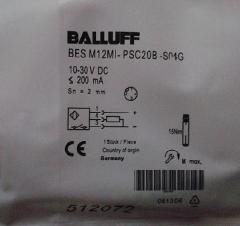 BALLUFF
BES M12MI-PSC20B-S04G
10-30 V DC
≤ 200 mA
Sn = 2 mm
15Nm
1 Stück / Piece
Country of origin
Germany
M max.
512072